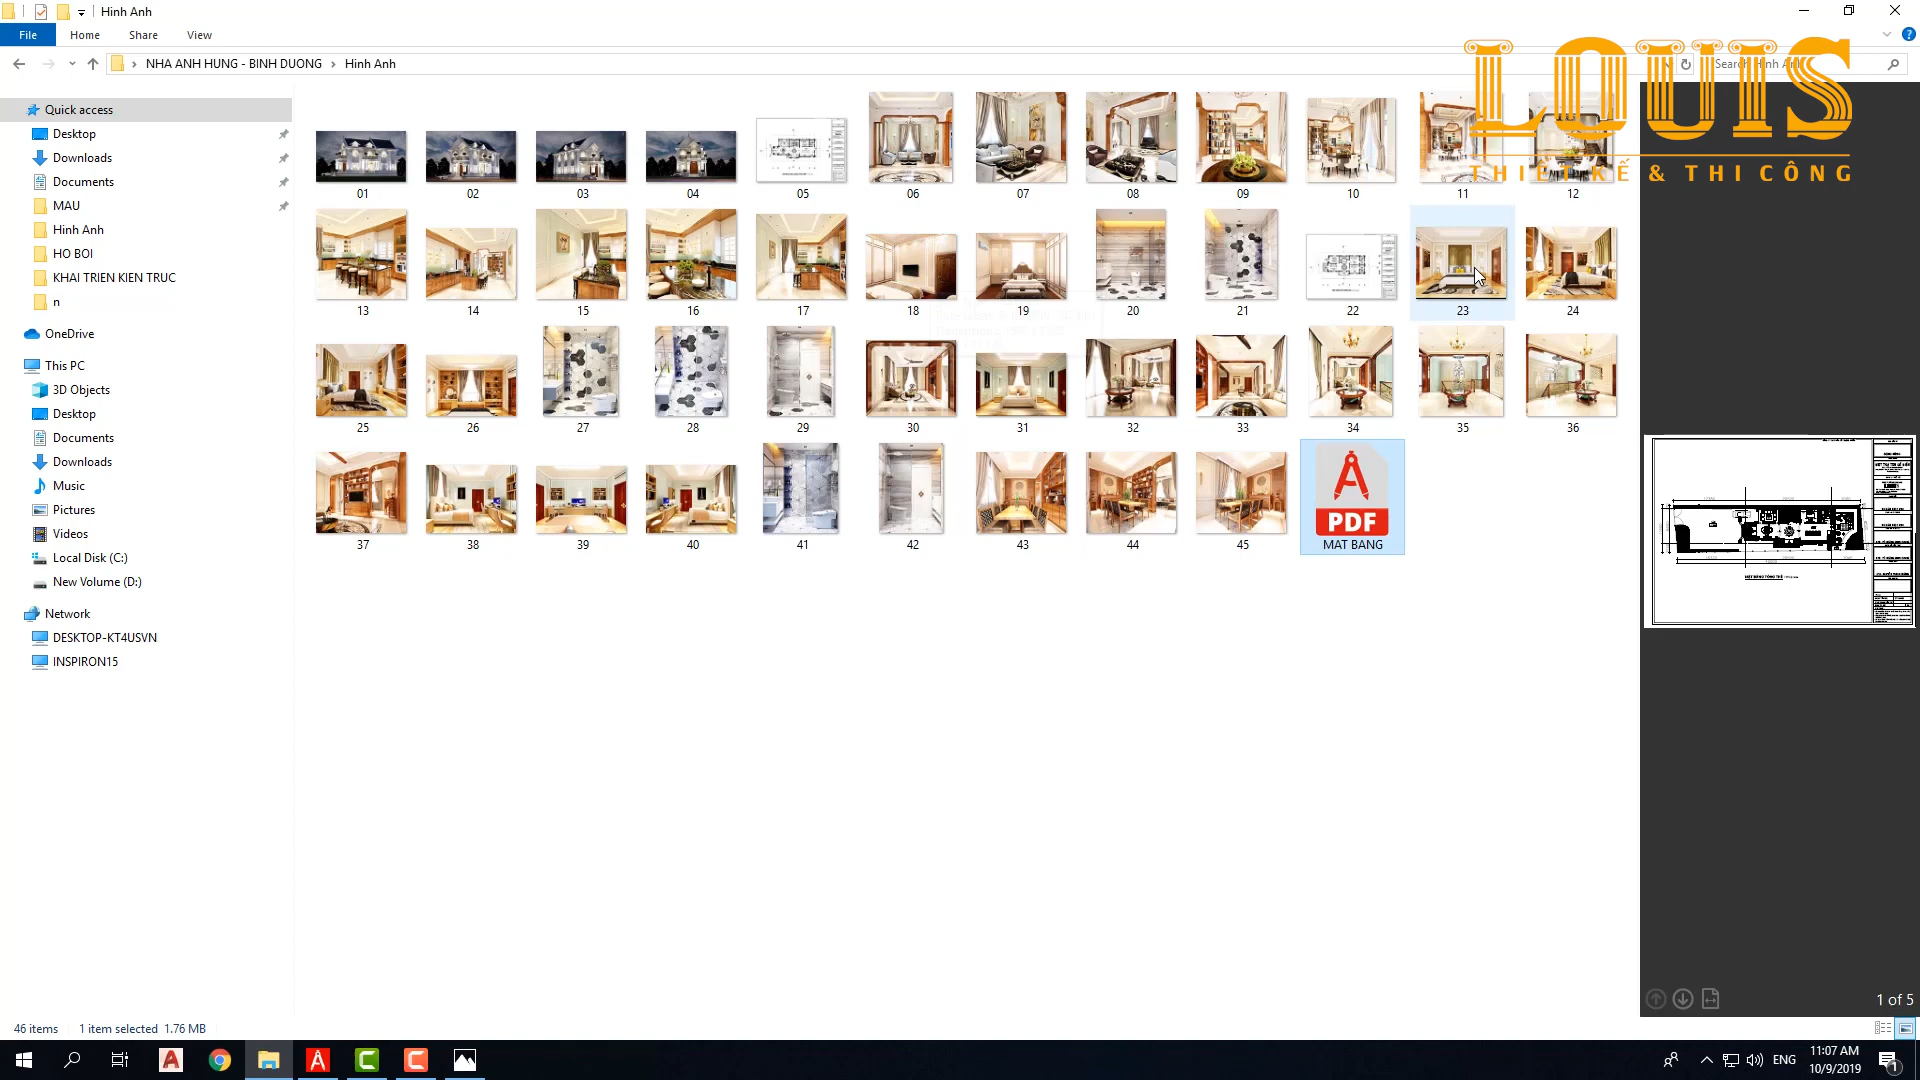 Hinh Anh
File
Home
Share
View
NHA ANH HUNG - BINH DUONG
Hinh Anh
LOUIS
THIẾT KẾ & THI CÔNG
Quick access
Desktop
Downloads
Documents
MAU
Hinh Anh
HO BOI
KHAI TRIEN KIEN TRUC
n
OneDrive
This PC
3D Objects
Desktop
Documents
Downloads
Music
Pictures
Videos
Local Disk (C:)
New Volume (D:)
Network
DESKTOP-KT4USVN
INSPIRON15
01 02 03 04 05 06 07 08 09 10 11 12
13 14 15 16 17 18 19 20 21 22 23 24
25 26 27 28 29 30 31 32 33 34 35 36
PDF
37 38 39 40 41 42 43 44 45 MAT BANG
MẶT BẰNG TỔNG THỂ
1 of 5
46 items 1 item selected 1.76 MB
ENG
11:07 AM
10/9/2019
1